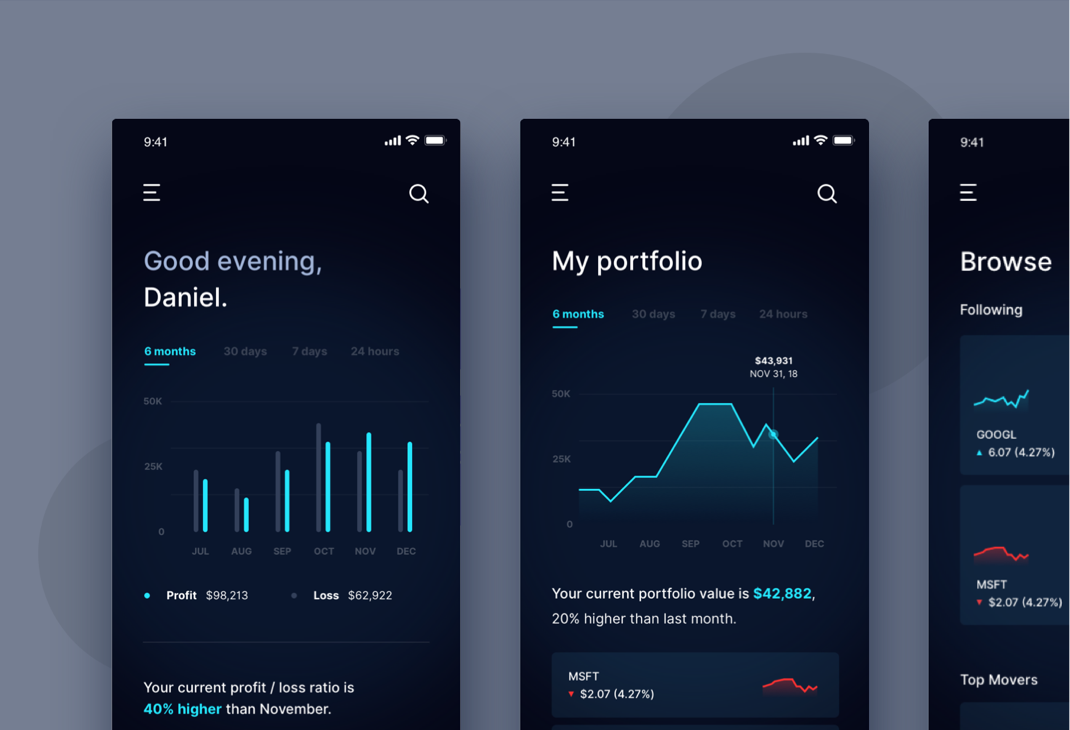 9:41
Good evening,
Daniel.
6 months 30 days 7 days 24 hours
50K
25K
0
JUL AUG SEP OCT NOV DEC
Profit $98,213 Loss $62,922
Your current profit / loss ratio is
40% higher than November.
9:41
My portfolio
6 months 30 days 7 days 24 hours
$43,931
NOV 31, 18
50K
25K
0
JUL AUG SEP OCT NOV DEC
Your current portfolio value is $42,882,
20% higher than last month.
MSFT
$2.07 (4.27%)
9:41
Browse
Following
GOOGL
6.07 (4.27%)
MSFT
$2.07 (4.27%)
Top Movers